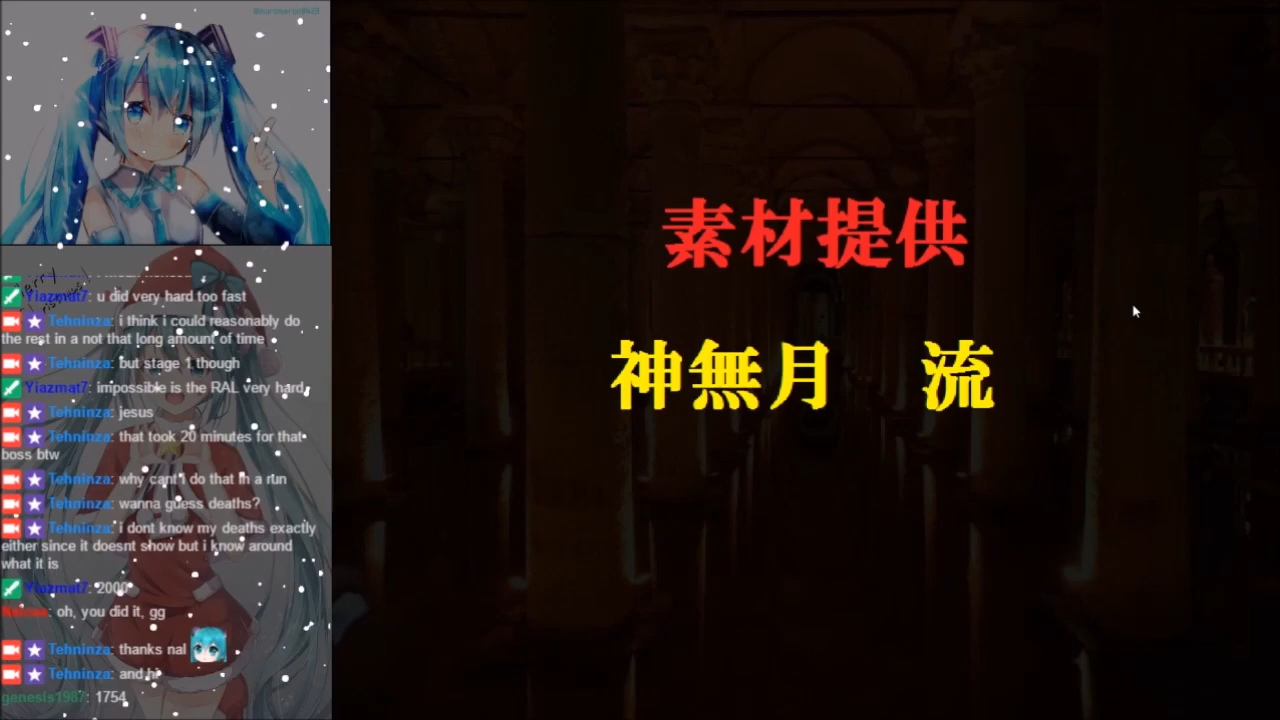 Merry
Yiazmat7: u did very hard too fast
Tehninza: i think i could reasonably do
the rest in a not that long amount of time
Tehninza: but stage 1 though
Yiazmat7: impossible is the RAL very hard
Tehninza: jesus
Tehninza: that took 20 minutes for that
boss btw
Tehninza: why cant i do that in a run
Tehninza: wanna guess deaths?
Tehninza: i dont know my deaths exactly
either since it doesnt show but i know around
what it is
Yiazmat7: 2000
: oh, you did it, gg
Tehninza: thanks nal
Tehninza: and hi
genesis1987: 1754
素材提供
神無月 流